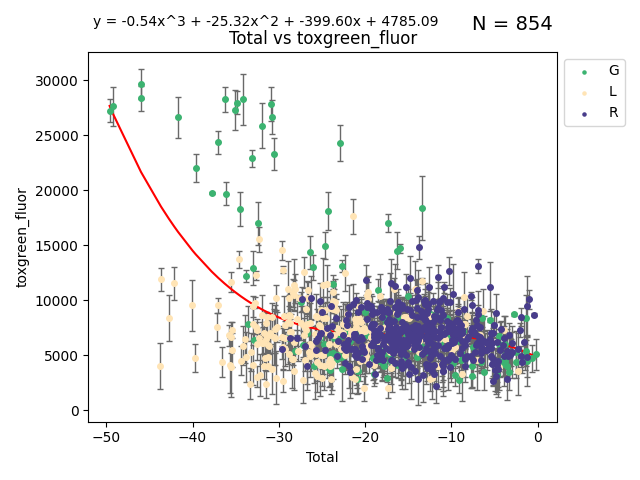 y = -0.54x^3 + -25.32x^2 + -399.60x + 4785.09
N = 854
Total vs toxgreen_fluor
30000
25000
20000
15000
10000
5000
0
toxgreen_fluor
−50
−40
−30
−20
−10
0
Total
G
L
R